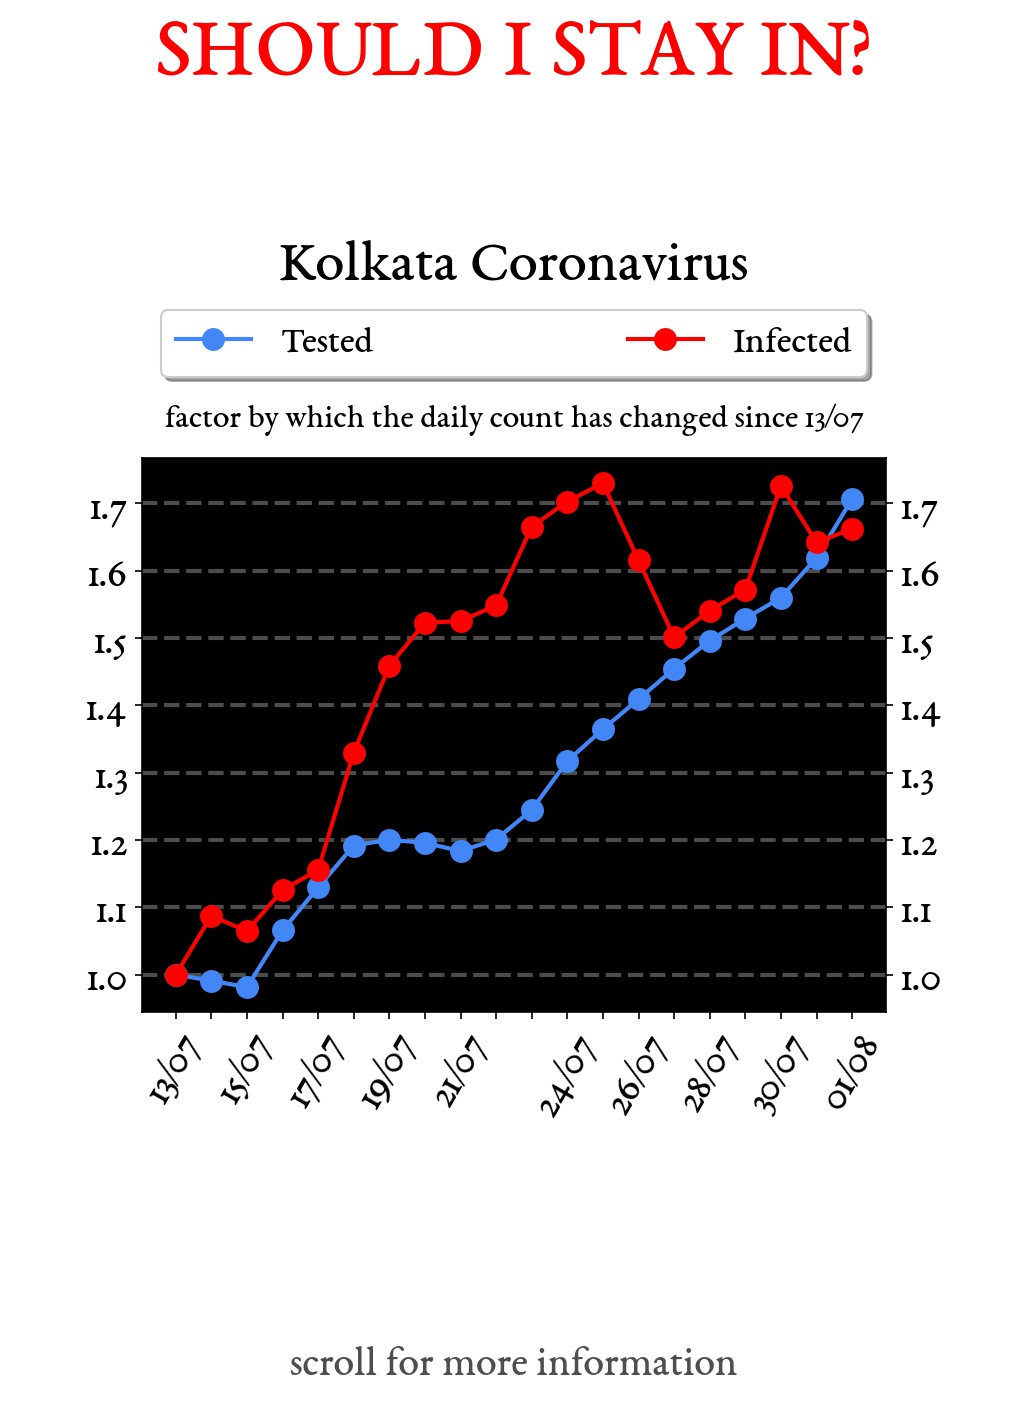 SHOULD I STAY IN?
Kolkata Coronavirus
Tested Infected
factor by which the daily count has changed since 13/07
1.7 1.7
1.6 1.6
1.5 1.5
1.4 1.4
1.3 1.3
1.2 1.2
1.1 1.1
1.0 1.0
13/07 15/07 17/07 19/07 21/07 24/07 26/07 28/07 30/07 01/08
scroll for more information